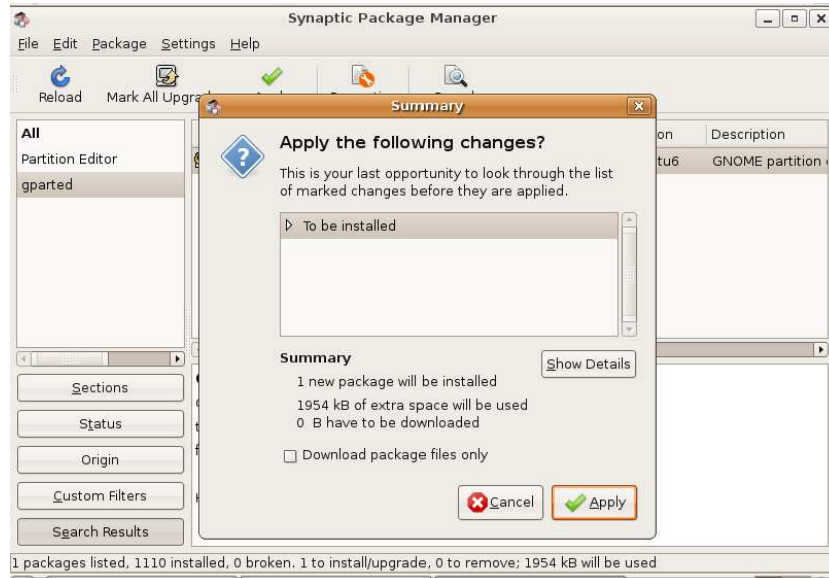 Synaptic Package Manager
File Edit Package Settings Help
Reload Mark All Upgra
Summary
All
Partition Editor
gparted
on Description
tu6 GNOME partition
Apply the following changes?
This is your last opportunity to look through the list
of marked changes before they are applied.
To be installed
Summary
Show Details
1 new package will be installed
1954 kB of extra space will be used
0 B have to be downloaded
Download package files only
Cancel Apply
Sections
Status
Origin
Custom Filters
Search Results
1 packages listed, 1110 installed, 0 broken. 1 to install/upgrade, 0 to remove; 1954 kB will be used